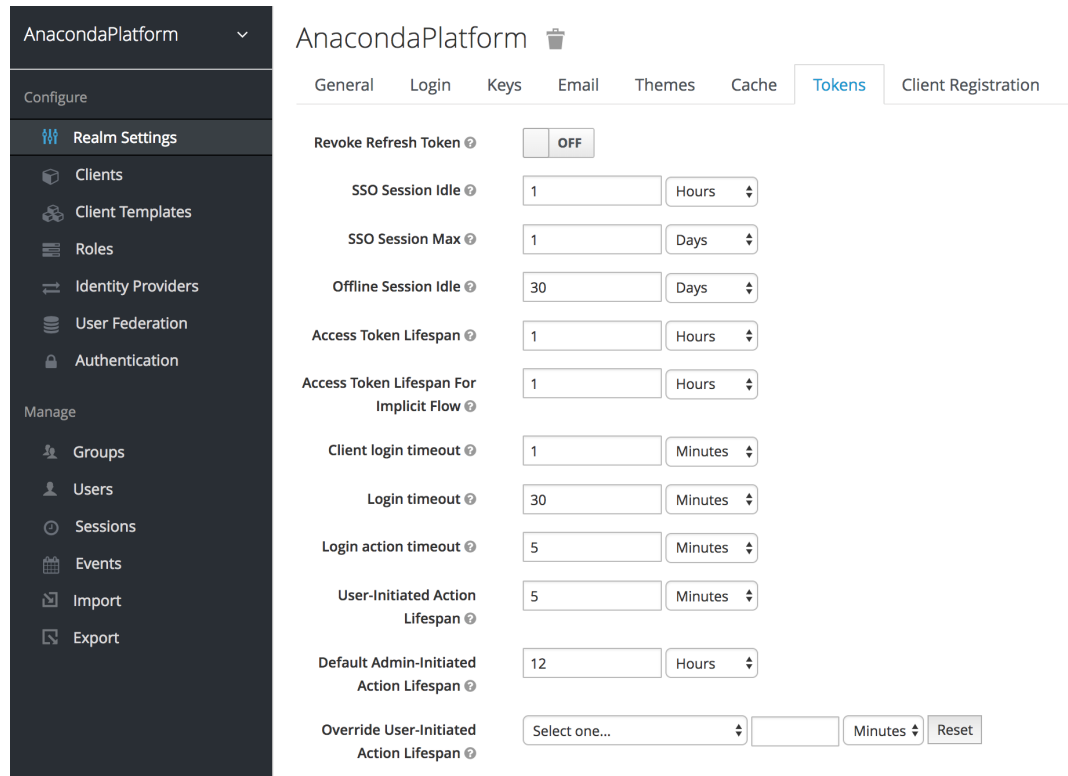 AnacondaPlatform
Configure
Realm Settings
Clients
Client Templates
Roles
Identity Providers
User Federation
Authentication
Manage
Groups
Users
Sessions
Events
Import
Export
AnacondaPlatform
General Login Keys Email Themes Cache Tokens Client Registration
Revoke Refresh Token OFF
SSO Session Idle 1 Hours
SSO Session Max 1 Days
Offline Session Idle 30 Days
Access Token Lifespan 1 Hours
Access Token Lifespan For 1 Hours
Implicit Flow
Client login timeout 1 Minutes
Login timeout 30 Minutes
Login action timeout 5 Minutes
User-Initiated Action 5 Minutes
Lifespan
Default Admin-Initiated 12 Hours
Action Lifespan
Override User-Initiated Select one... Minutes Reset
Action Lifespan